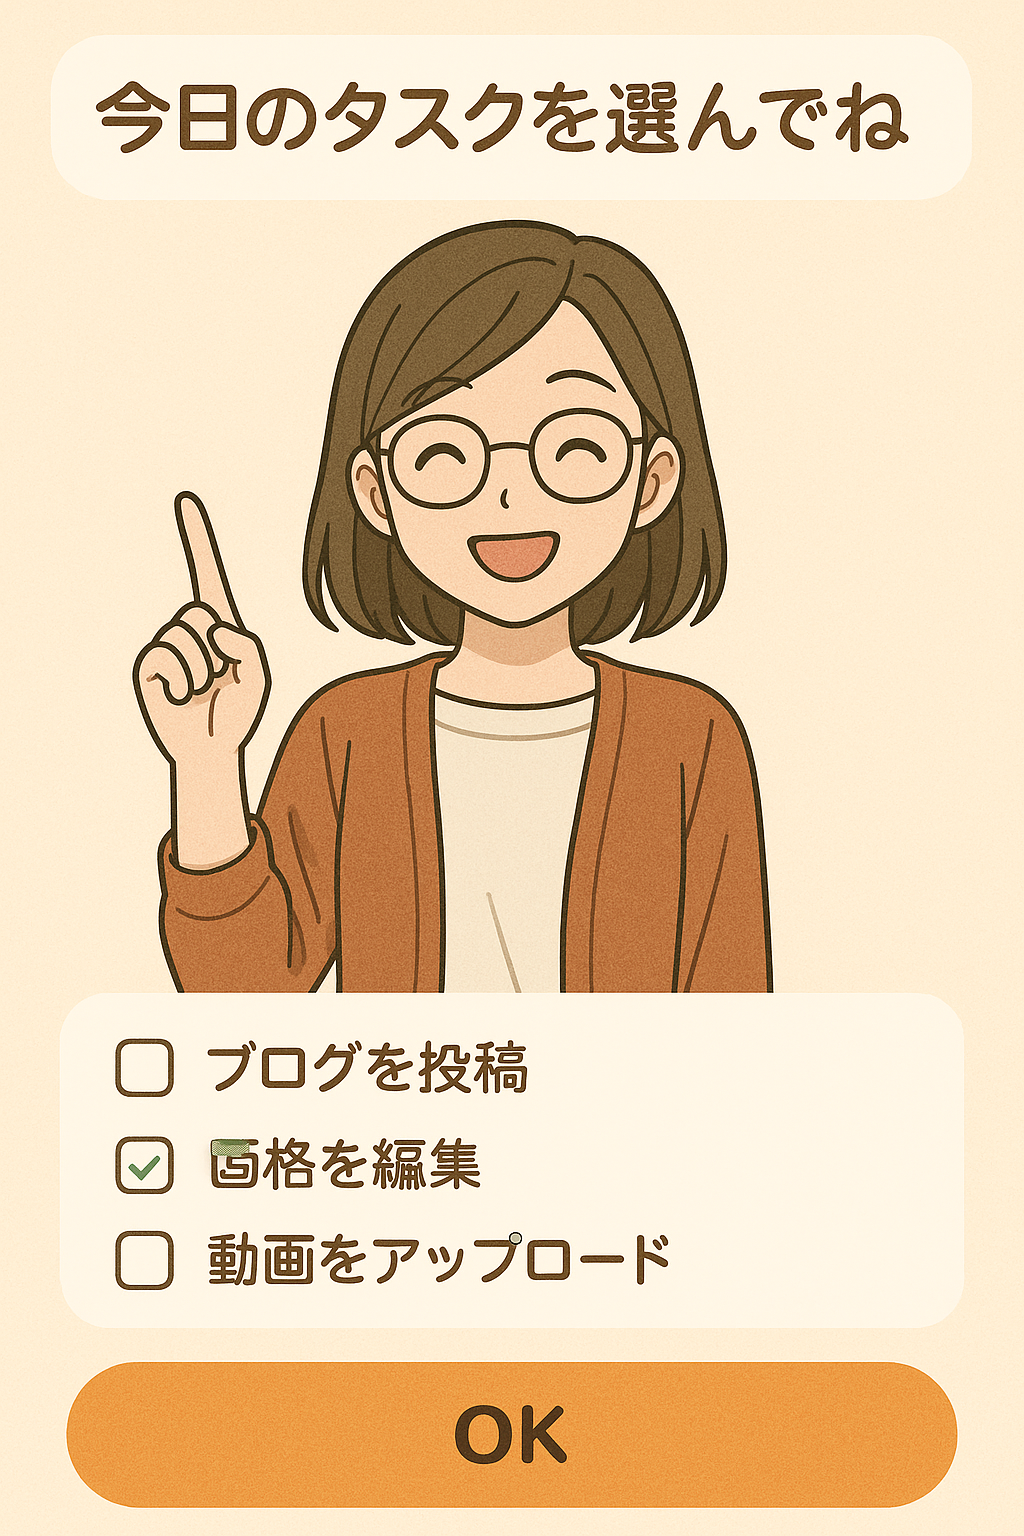 今日のタスクを選んでね
ブログを投稿
格を編集
動画をアップロード
OK